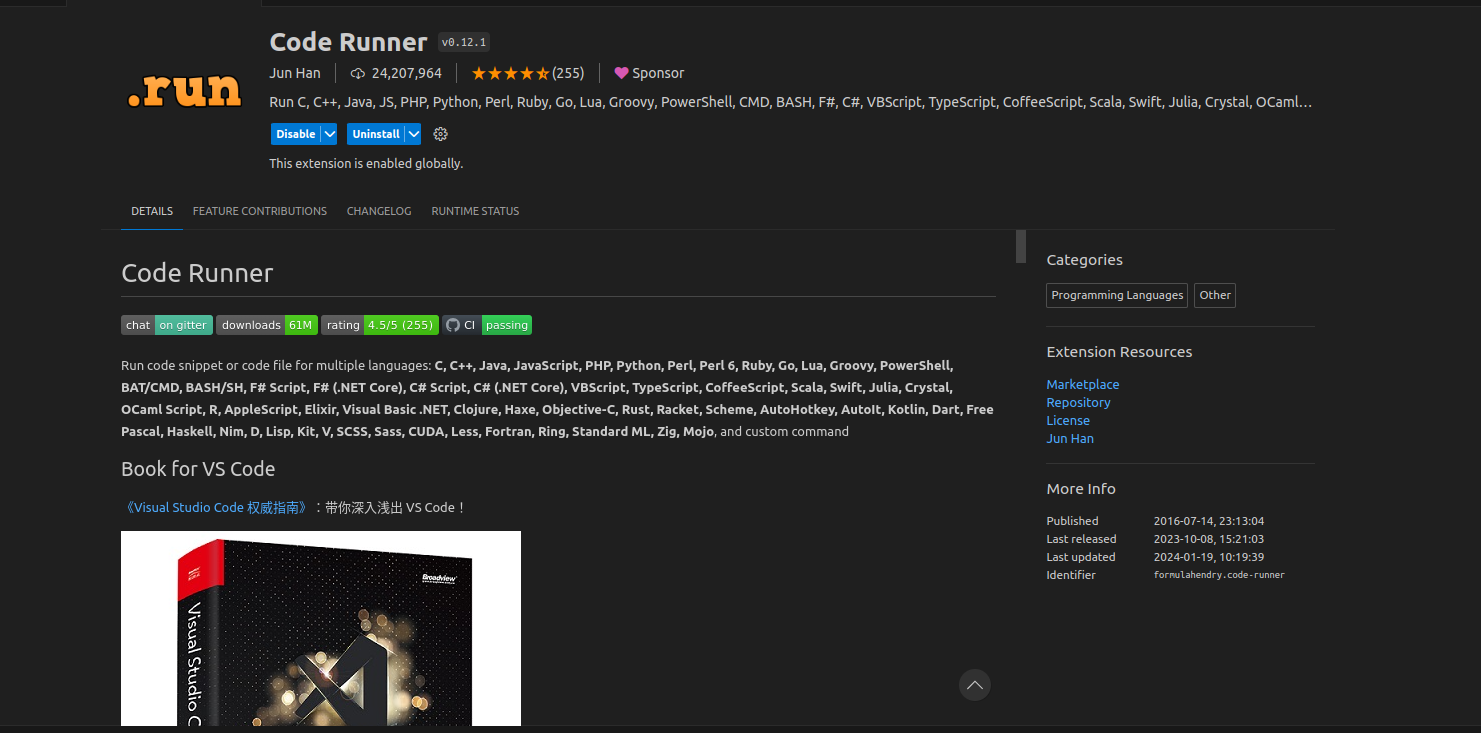 Code Runner v0.12.1
Jun Han 24,207,964 (255) Sponsor
.run
Run C, C++, Java, JS, PHP, Python, Perl, Ruby, Go, Lua, Groovy, PowerShell, CMD, BASH, F#, C#, VBScript, TypeScript, CoffeeScript, Scala, Swift, Julia, Crystal, OCaml…
Disable Uninstall
This extension is enabled globally.
DETAILS FEATURE CONTRIBUTIONS CHANGELOG RUNTIME STATUS
Code Runner
chat on gitter downloads 61M rating 4.5/5 (255) CI passing
Run code snippet or code file for multiple languages: C, C++, Java, JavaScript, PHP, Python, Perl, Perl 6, Ruby, Go, Lua, Groovy, PowerShell,
BAT/CMD, BASH/SH, F# Script, F# (.NET Core), C# Script, C# (.NET Core), VBScript, TypeScript, CoffeeScript, Scala, Swift, Julia, Crystal,
OCaml Script, R, AppleScript, Elixir, Visual Basic .NET, Clojure, Haxe, Objective-C, Rust, Racket, Scheme, AutoHotkey, AutoIt, Kotlin, Dart, Free
Pascal, Haskell, Nim, D, Lisp, Kit, V, SCSS, Sass, CUDA, Less, Fortran, Ring, Standard ML, Zig, Mojo, and custom command
Book for VS Code
《Visual Studio Code 权威指南》：带你深入浅出 VS Code！
Broadview
Visual Studio C
Categories
Programming Languages Other
Extension Resources
Marketplace
Repository
License
Jun Han
More Info
Published 2016-07-14, 23:13:04
Last released 2023-10-08, 15:21:03
Last updated 2024-01-19, 10:19:39
Identifier formulahendry.code-runner